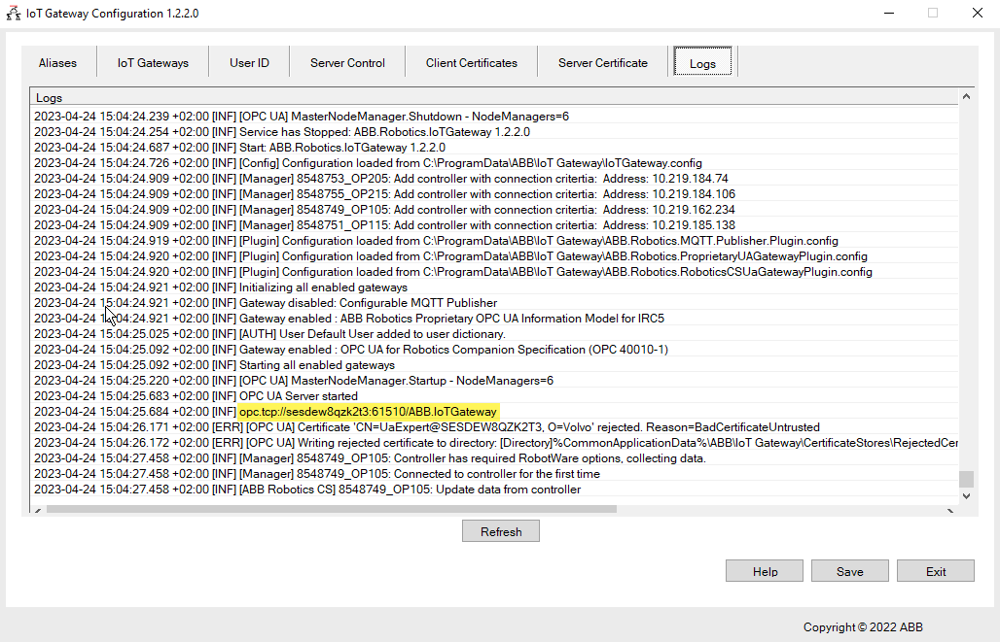 IoT Gateway Configuration 1.2.2.0
Aliases IoT Gateways User ID Server Control Client Certificates Server Certificate Logs
Logs
2023-04-24 15:04:24.239 +02:00 [INF] [OPC UA] MasterNodeManager.Shutdown - NodeManagers=6
2023-04-24 15:04:24.254 +02:00 [INF] Service has Stopped: ABB.Robotics.IoTGateway 1.2.2.0
2023-04-24 15:04:24.687 +02:00 [INF] Start: ABB.Robotics.IoTGateway 1.2.2.0
2023-04-24 15:04:24.726 +02:00 [INF] [Config] Configuration loaded from C:\ProgramData\ABB\IoT Gateway\IoTGateway.config
2023-04-24 15:04:24.909 +02:00 [INF] [Manager] 8548753_OP205: Add controller with connection critertia:  Address: 10.219.184.74
2023-04-24 15:04:24.909 +02:00 [INF] [Manager] 8548755_OP215: Add controller with connection critertia:  Address: 10.219.184.106
2023-04-24 15:04:24.909 +02:00 [INF] [Manager] 8548749_OP105: Add controller with connection critertia:  Address: 10.219.162.234
2023-04-24 15:04:24.909 +02:00 [INF] [Manager] 8548751_OP115: Add controller with connection critertia:  Address: 10.219.185.138
2023-04-24 15:04:24.919 +02:00 [INF] [Plugin] Configuration loaded from C:\ProgramData\ABB\IoT Gateway\ABB.Robotics.MQTT.Publisher.Plugin.config
2023-04-24 15:04:24.920 +02:00 [INF] [Plugin] Configuration loaded from C:\ProgramData\ABB\IoT Gateway\ABB.Robotics.ProprietaryUAGatewayPlugin.config
2023-04-24 15:04:24.920 +02:00 [INF] [Plugin] Configuration loaded from C:\ProgramData\ABB\IoT Gateway\ABB.Robotics.RoboticsCSUaGatewayPlugin.config
2023-04-24 15:04:24.921 +02:00 [INF] Initializing all enabled gateways
2023-04-24 15:04:24.921 +02:00 [INF] Gateway disabled: Configurable MQTT Publisher
2023-04-24 15:04:24.921 +02:00 [INF] Gateway enabled : ABB Robotics Proprietary OPC UA Information Model for IRC5
2023-04-24 15:04:25.025 +02:00 [INF] [AUTH] User Default User added to user dictionary.
2023-04-24 15:04:25.092 +02:00 [INF] Gateway enabled : OPC UA for Robotics Companion Specification (OPC 40010-1)
2023-04-24 15:04:25.092 +02:00 [INF] Starting all enabled gateways
2023-04-24 15:04:25.220 +02:00 [INF] [OPC UA] MasterNodeManager.Startup - NodeManagers=6
2023-04-24 15:04:25.683 +02:00 [INF] OPC UA Server started
2023-04-24 15:04:25.684 +02:00 [INF] opc.tcp://sesdew8qzk2t3:61510/ABB.IoTGateway
2023-04-24 15:04:26.171 +02:00 [ERR] [OPC UA] Certificate 'CN=UaExpert@SESDEW8QZK2T3, O=Volvo' rejected. Reason=BadCertificateUntrusted
2023-04-24 15:04:26.172 +02:00 [ERR] [OPC UA] Writing rejected certificate to directory: [Directory]%CommonApplicationData%\ABB\IoT Gateway\CertificateStores\RejectedCer
2023-04-24 15:04:27.458 +02:00 [INF] [Manager] 8548749_OP105: Controller has required RobotWare options, collecting data.
2023-04-24 15:04:27.458 +02:00 [INF] [Manager] 8548749_OP105: Connected to controller for the first time
2023-04-24 15:04:27.458 +02:00 [INF] [ABB Robotics CS] 8548749_OP105: Update data from controller
Refresh
Help Save Exit
Copyright © 2022 ABB